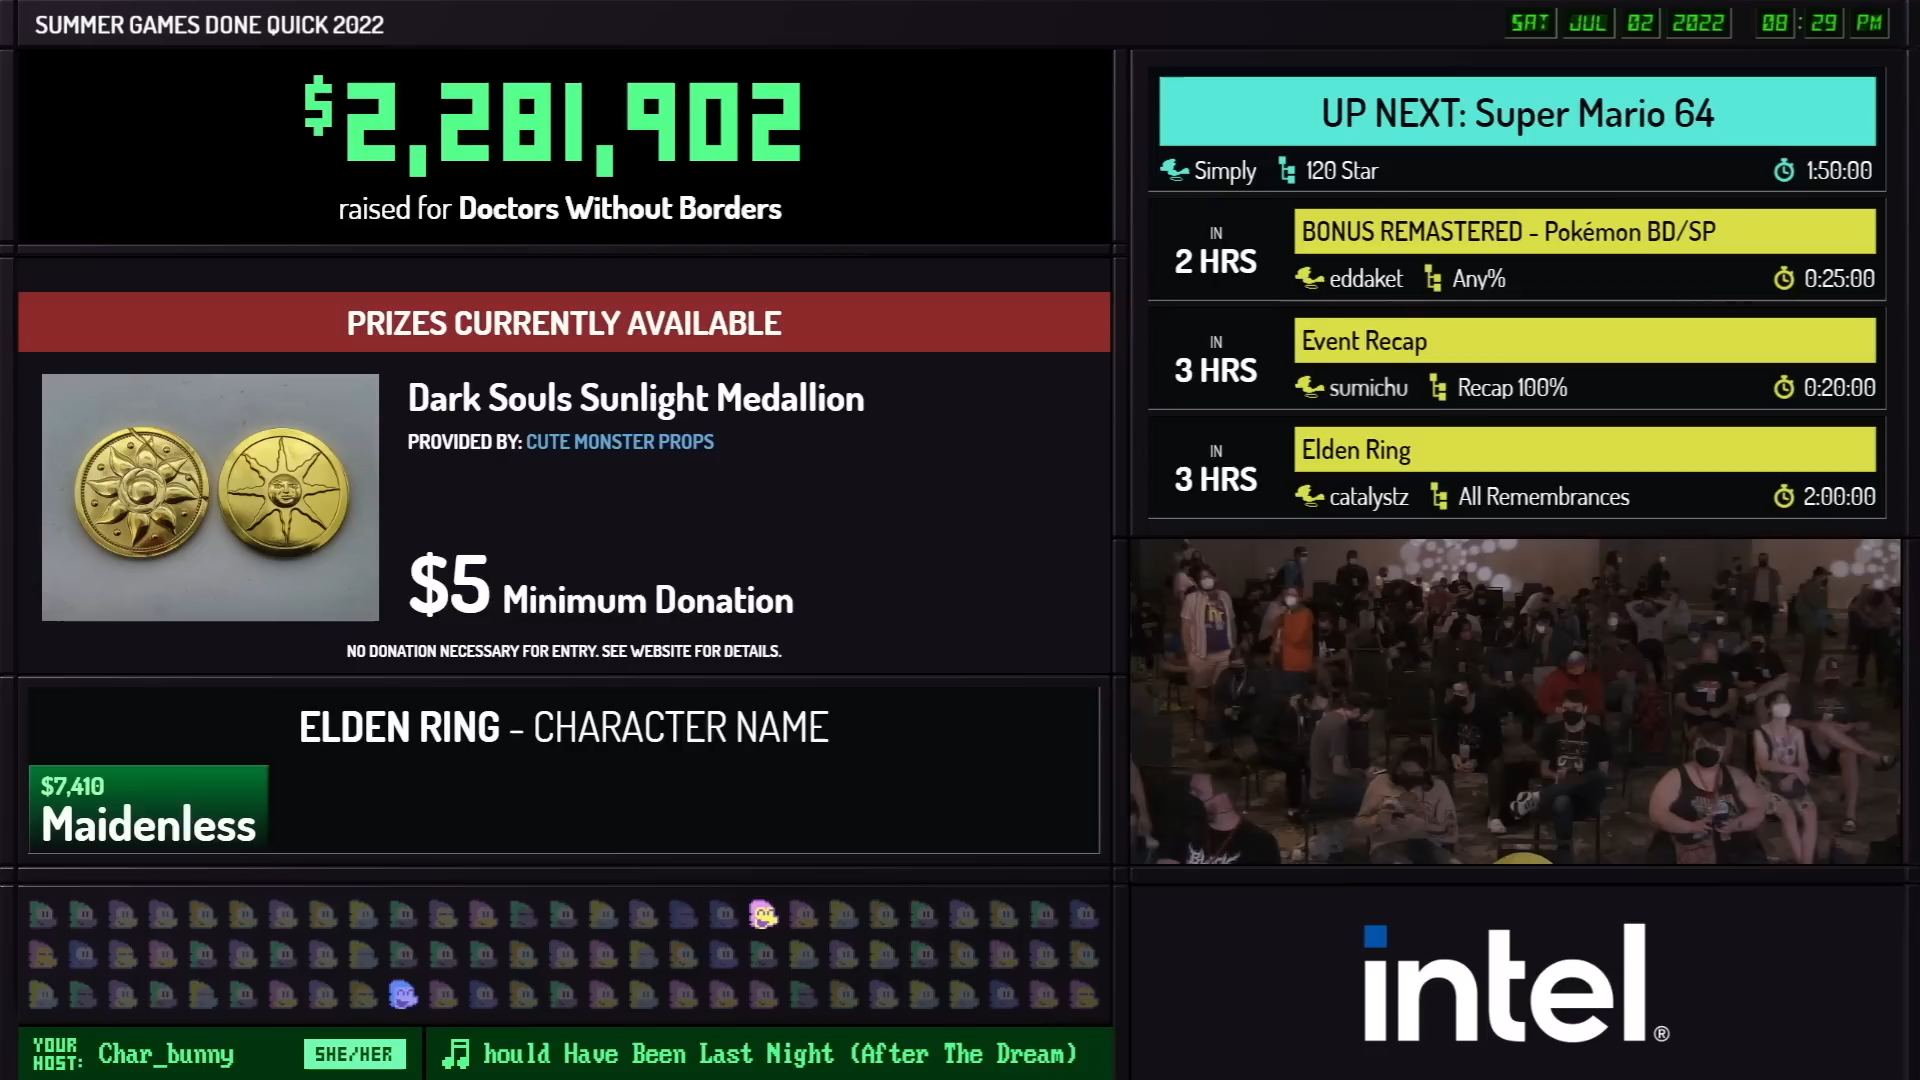 SUMMER GAMES DONE QUICK 2022
SAT JUL 02 2022 08:29 PM
$2,281,902
raised for Doctors Without Borders
PRIZES CURRENTLY AVAILABLE
Dark Souls Sunlight Medallion
PROVIDED BY: CUTE MONSTER PROPS
$5 Minimum Donation
NO DONATION NECESSARY FOR ENTRY. SEE WEBSITE FOR DETAILS.
ELDEN RING - CHARACTER NAME
$7,410
Maidenless
YOUR HOST: Char_bunny SHE/HER
hould Have Been Last Night (After The Dream)
UP NEXT: Super Mario 64
Simply 120 Star 1:50:00
IN 2 HRS
BONUS REMASTERED - Pokémon BD/SP
eddaket Any% 0:25:00
IN 3 HRS
Event Recap
sumichu Recap 100% 0:20:00
IN 3 HRS
Elden Ring
catalystz All Remembrances 2:00:00
intel®